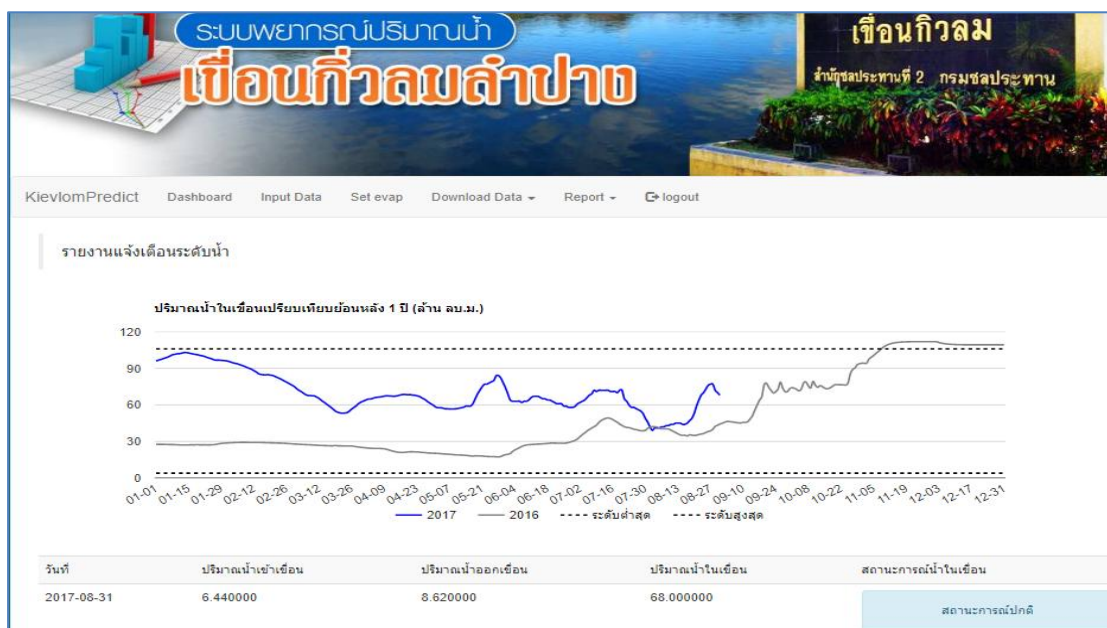 ระบบพยากรณ์ปริมาณน้ำ
เขื่อนกิ่วลมลำปาง
เขื่อนกิ่วลม
สำนักชลประทานที่ 2 กรมชลประทาน
KievlomPredict Dashboard Input Data Set evap Download Data Report logout
รายงานแจ้งเตือนระดับน้ำ
ปริมาณน้ำในเขื่อนเปรียบเทียบย้อนหลัง 1 ปี (ล้าน ลบ.ม.)
120
90
60
30
0
01-01 01-15 01-29 02-12 02-26 03-12 03-26 04-09 04-23 05-07 05-21 06-04 06-18 07-02 07-16 07-30 08-13 08-27 09-10 09-24 10-08 10-22 11-05 11-19 12-03 12-17 12-31
2017 2016 ระดับต่ำสุด ระดับสูงสุด
วันที่ ปริมาณน้ำเข้าเขื่อน ปริมาณน้ำออกเขื่อน ปริมาณน้ำในเขื่อน สถานะการณ์น้ำในเขื่อน
2017-08-31 6.440000 8.620000 68.000000 สถานะการณ์ปกติ